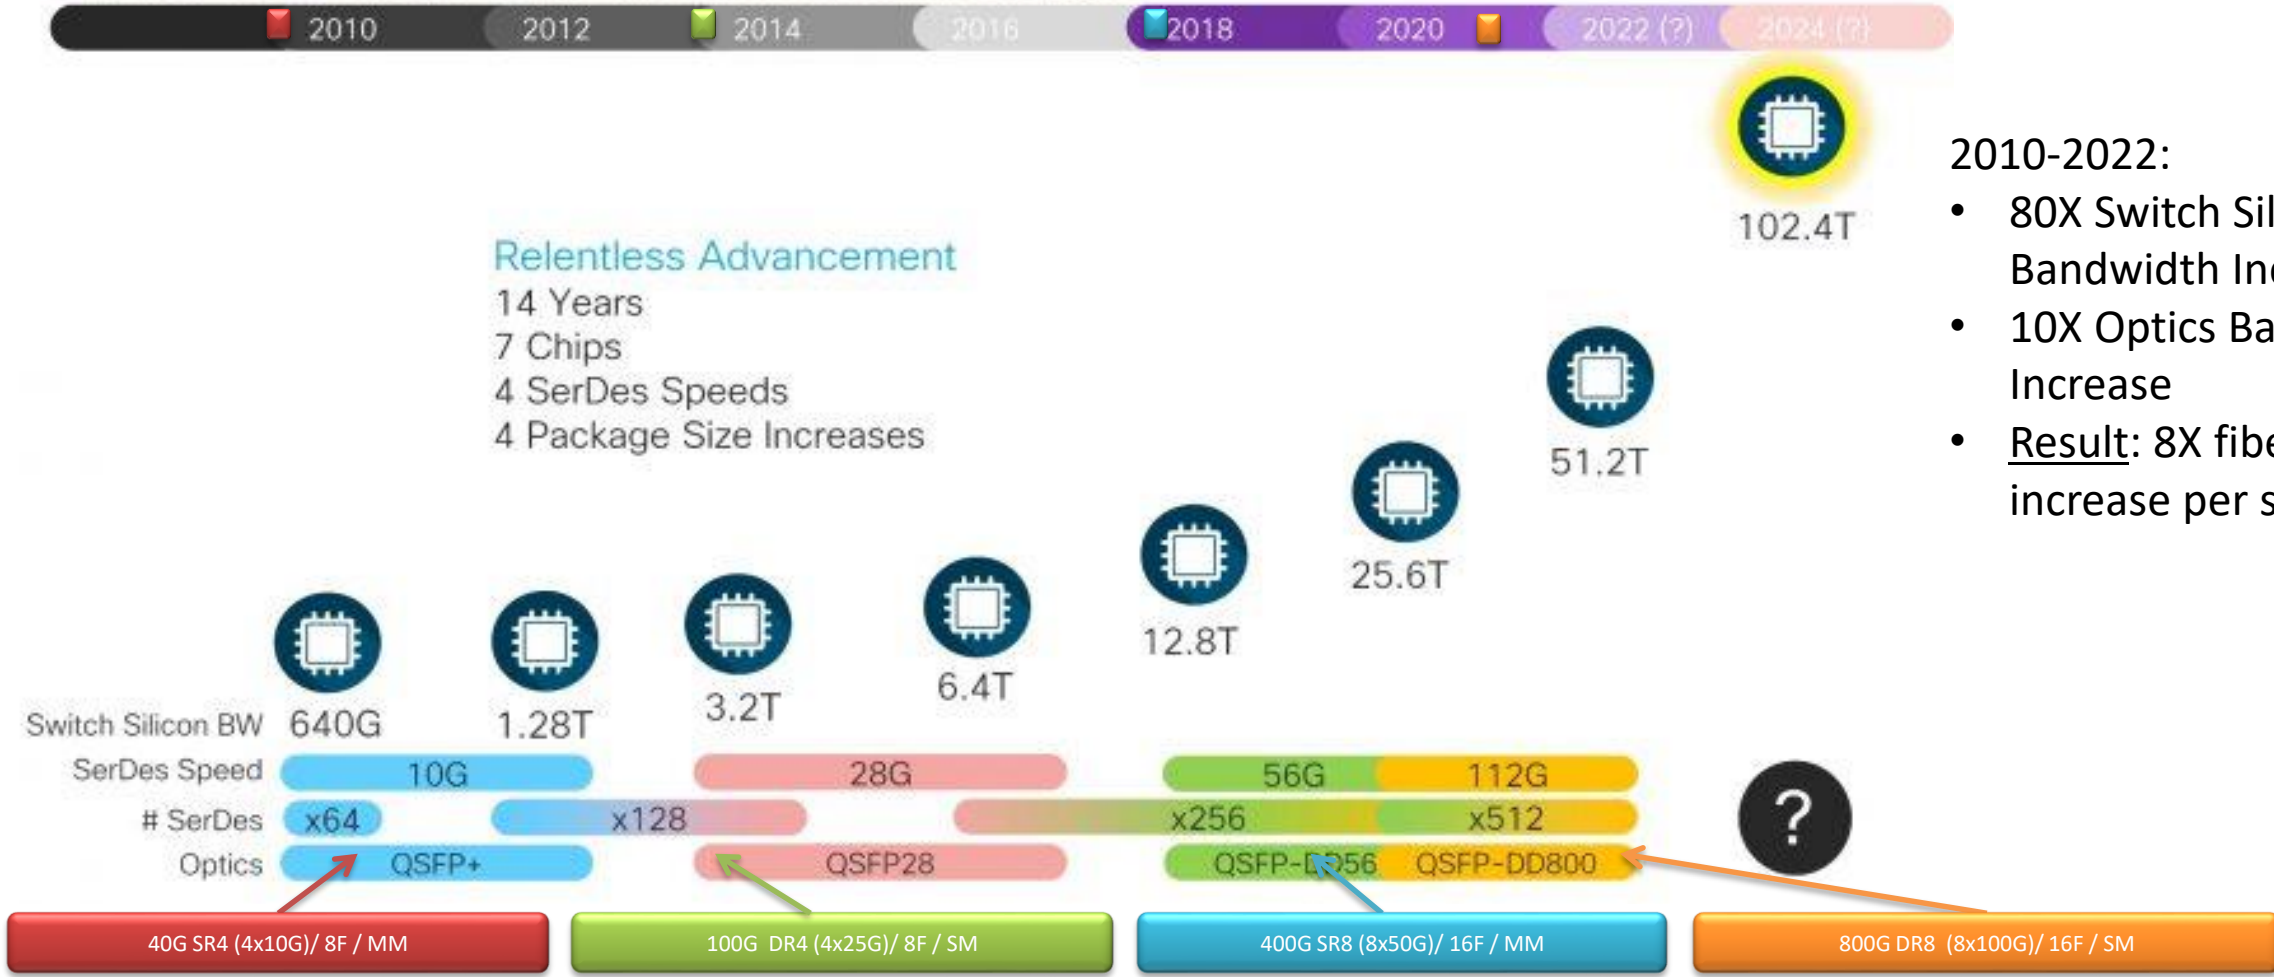 2010 2012 2014 2016 2018 2020 2022 (?) 2024 (?)
102.4T
2010-2022:
• 80X Switch
Bandwidth
• 10X Optics
Increase
• Result: 8X
increase per
Relentless Advancement
14 Years
7 Chips
4 SerDes Speeds
4 Package Size Increases
51.2T
25.6T
12.8T
6.4T
3.2T
Switch Silicon BW 640G 1.28T
SerDes Speed 10G 28G 56G 112G
# SerDes x64 x128 x256 x512
?
Optics QSFP+ QSFP28 QSFP-DD56 QSFP-DD800
40G SR4 (4x10G)/ 8F / MM
100G DR4 (4x25G)/ 8F / SM
400G SR8 (8x50G)/ 16F / MM
800G DR8 (8x100G)/ 16F / SM